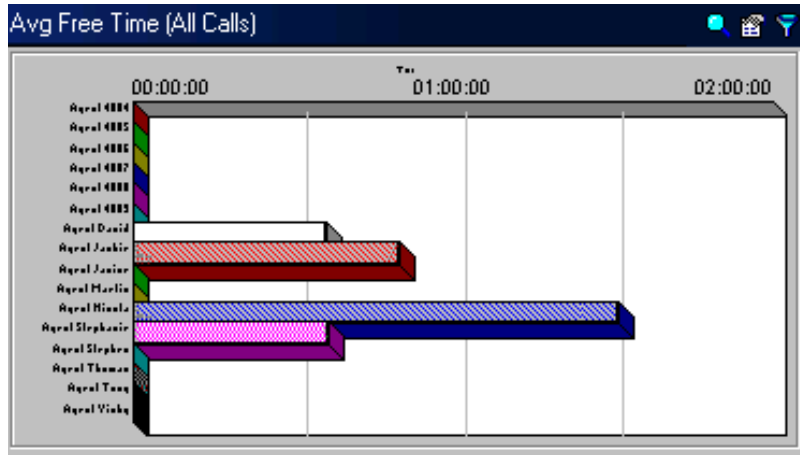 Avg Free Time (All Calls)
00:00:00 01:00:00 02:00:00
Agent 4004
Agent 4005
Agent 4006
Agent 4007
Agent 4008
Agent 4009
Agent David
Agent Jackie
Agent Janine
Agent Martin
Agent Nicola
Agent Stephanie
Agent Stephen
Agent Thomas
Agent Tony
Agent Vicky